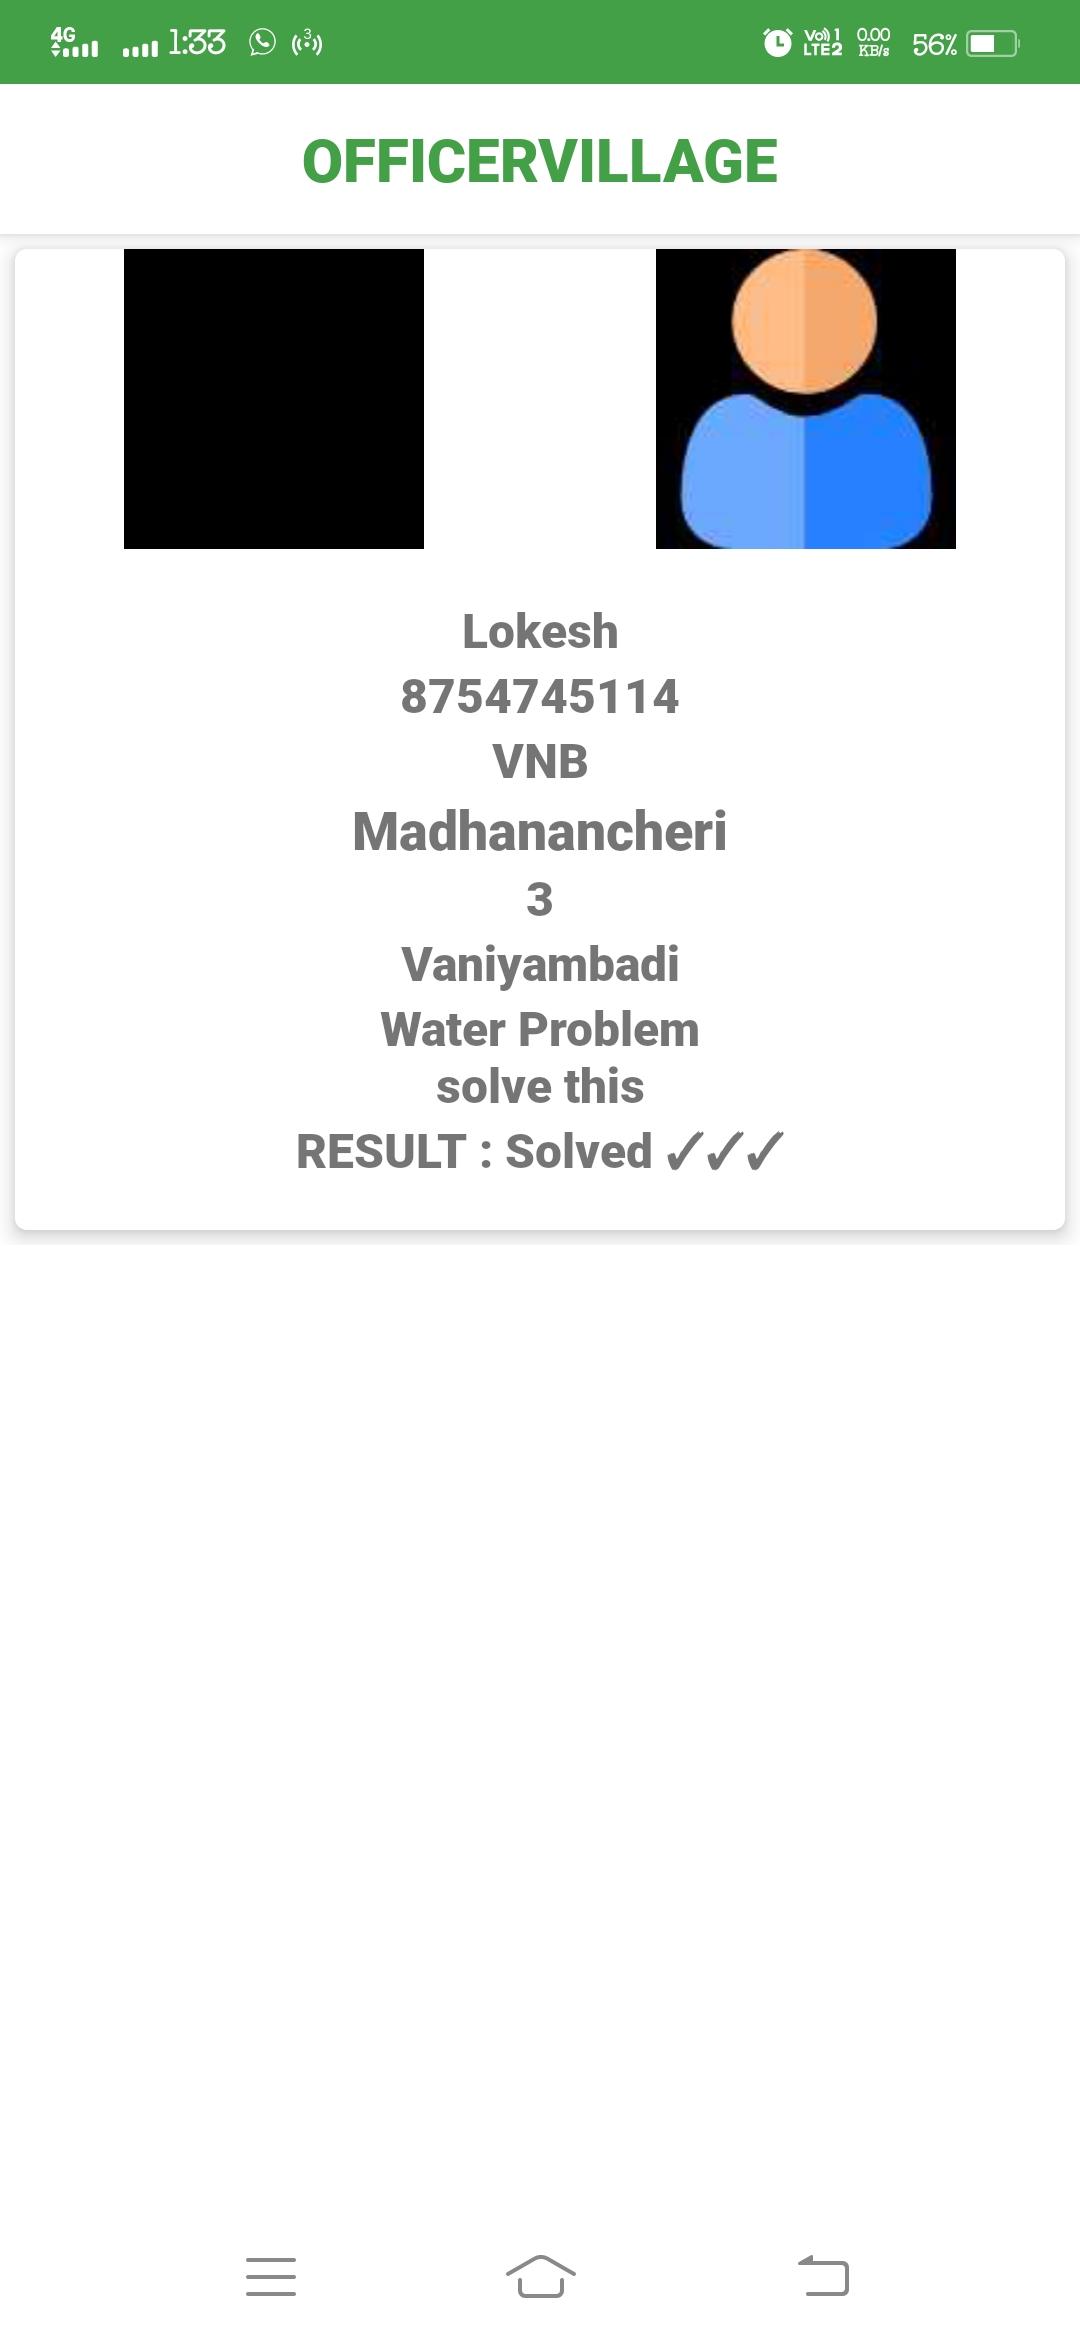 4G 1:33 3 Vo)) 1 LTE2 0.00 KB/s 56%
OFFICERVILLAGE
Lokesh
8754745114
VNB
Madhanancheri
3
Vaniyambadi
Water Problem
solve this
RESULT : Solved ✓✓✓